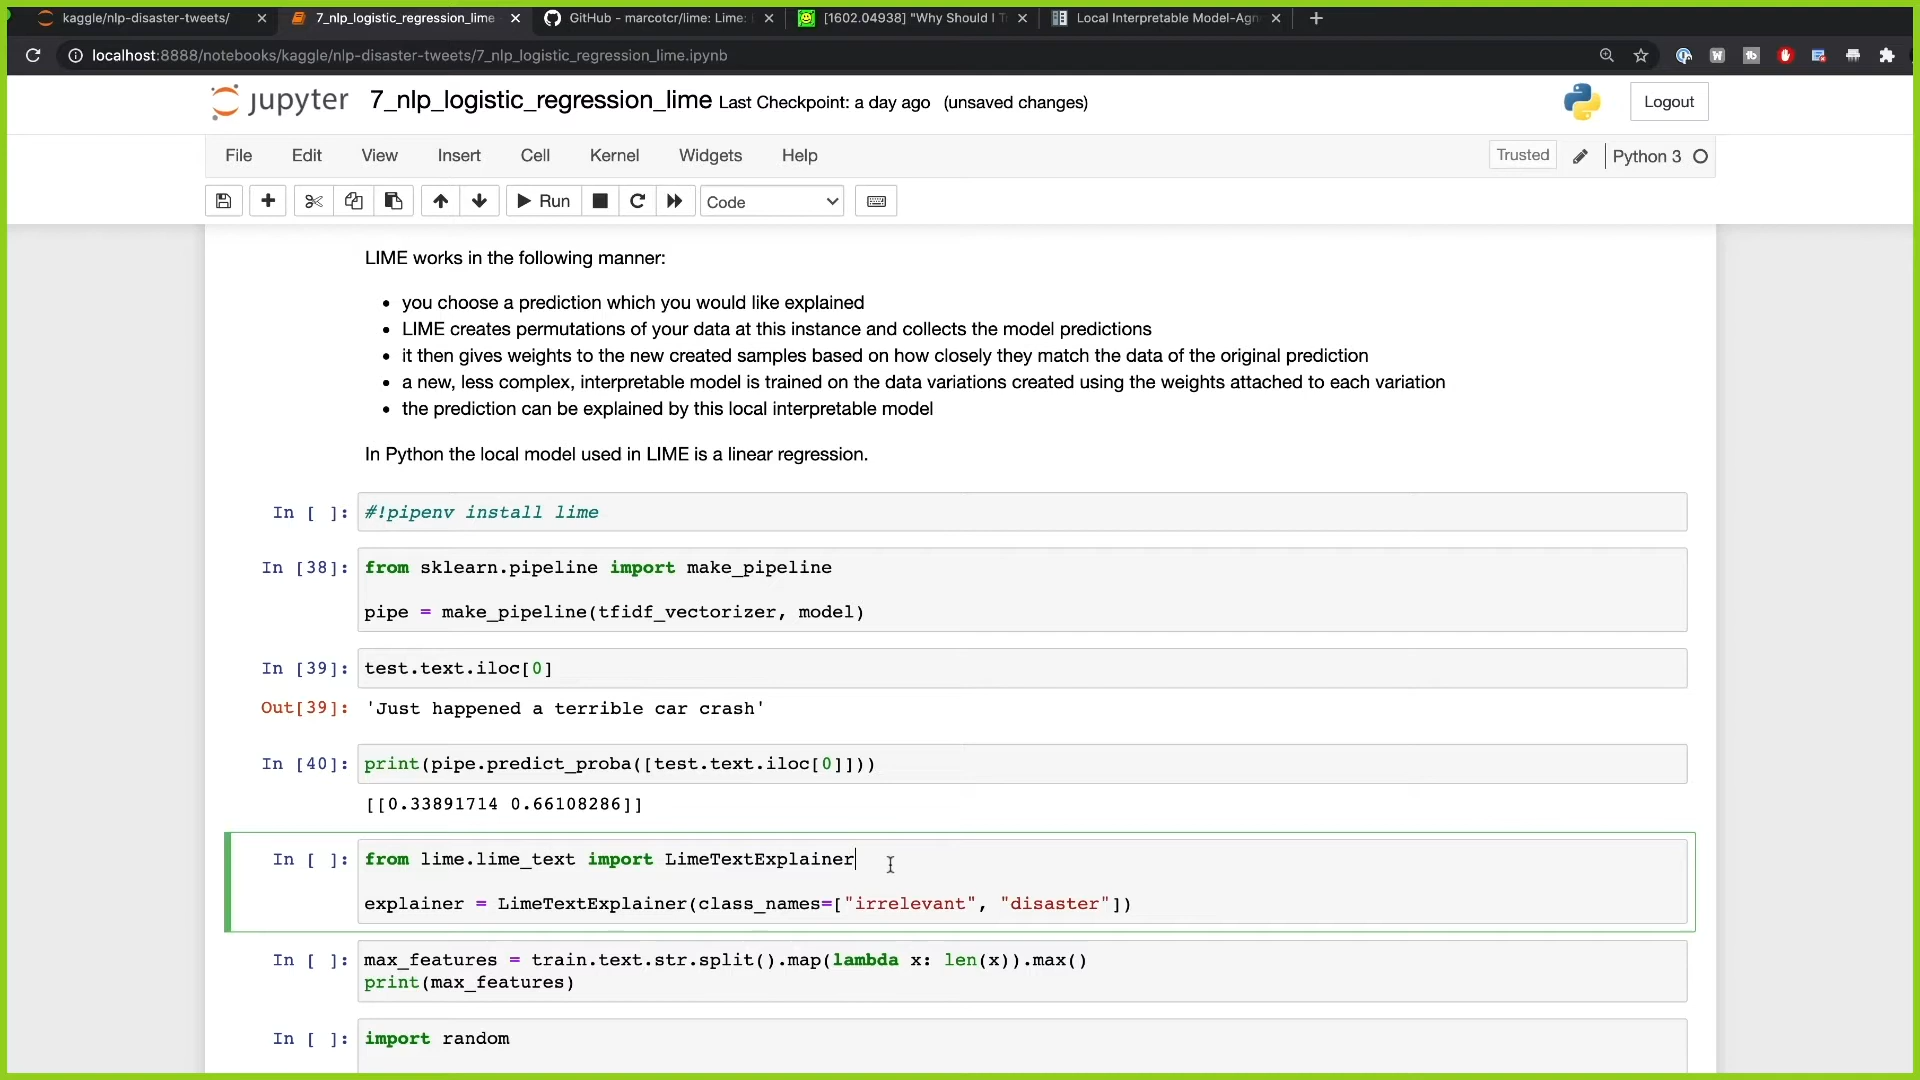 kaggle/nlp-disaster-tweets/
7_nlp_logistic_regression_lime
GitHub - marcotcr/lime: Lime:
[1602.04938] "Why Should I T
Local Interpretable Model-Agn
localhost:8888/notebooks/kaggle/nlp-disaster-tweets/7_nlp_logistic_regression_lime.ipynb
jupyter 7_nlp_logistic_regression_lime Last Checkpoint: a day ago (unsaved changes)
Logout
File Edit View Insert Cell Kernel Widgets Help
Trusted
Python 3
Run
Code
LIME works in the following manner:
• you choose a prediction which you would like explained
• LIME creates permutations of your data at this instance and collects the model predictions
• it then gives weights to the new created samples based on how closely they match the data of the original prediction
• a new, less complex, interpretable model is trained on the data variations created using the weights attached to each variation
• the prediction can be explained by this local interpretable model
In Python the local model used in LIME is a linear regression.
In [ ]: #!pipenv install lime
In [38]: from sklearn.pipeline import make_pipeline
pipe = make_pipeline(tfidf_vectorizer, model)
In [39]: test.text.iloc[0]
Out[39]: 'Just happened a terrible car crash'
In [40]: print(pipe.predict_proba([test.text.iloc[0]]))
[[0.33891714 0.66108286]]
In [ ]: from lime.lime_text import LimeTextExplainer
explainer = LimeTextExplainer(class_names=["irrelevant", "disaster"])
In [ ]: max_features = train.text.str.split().map(lambda x: len(x)).max()
print(max_features)
In [ ]: import random